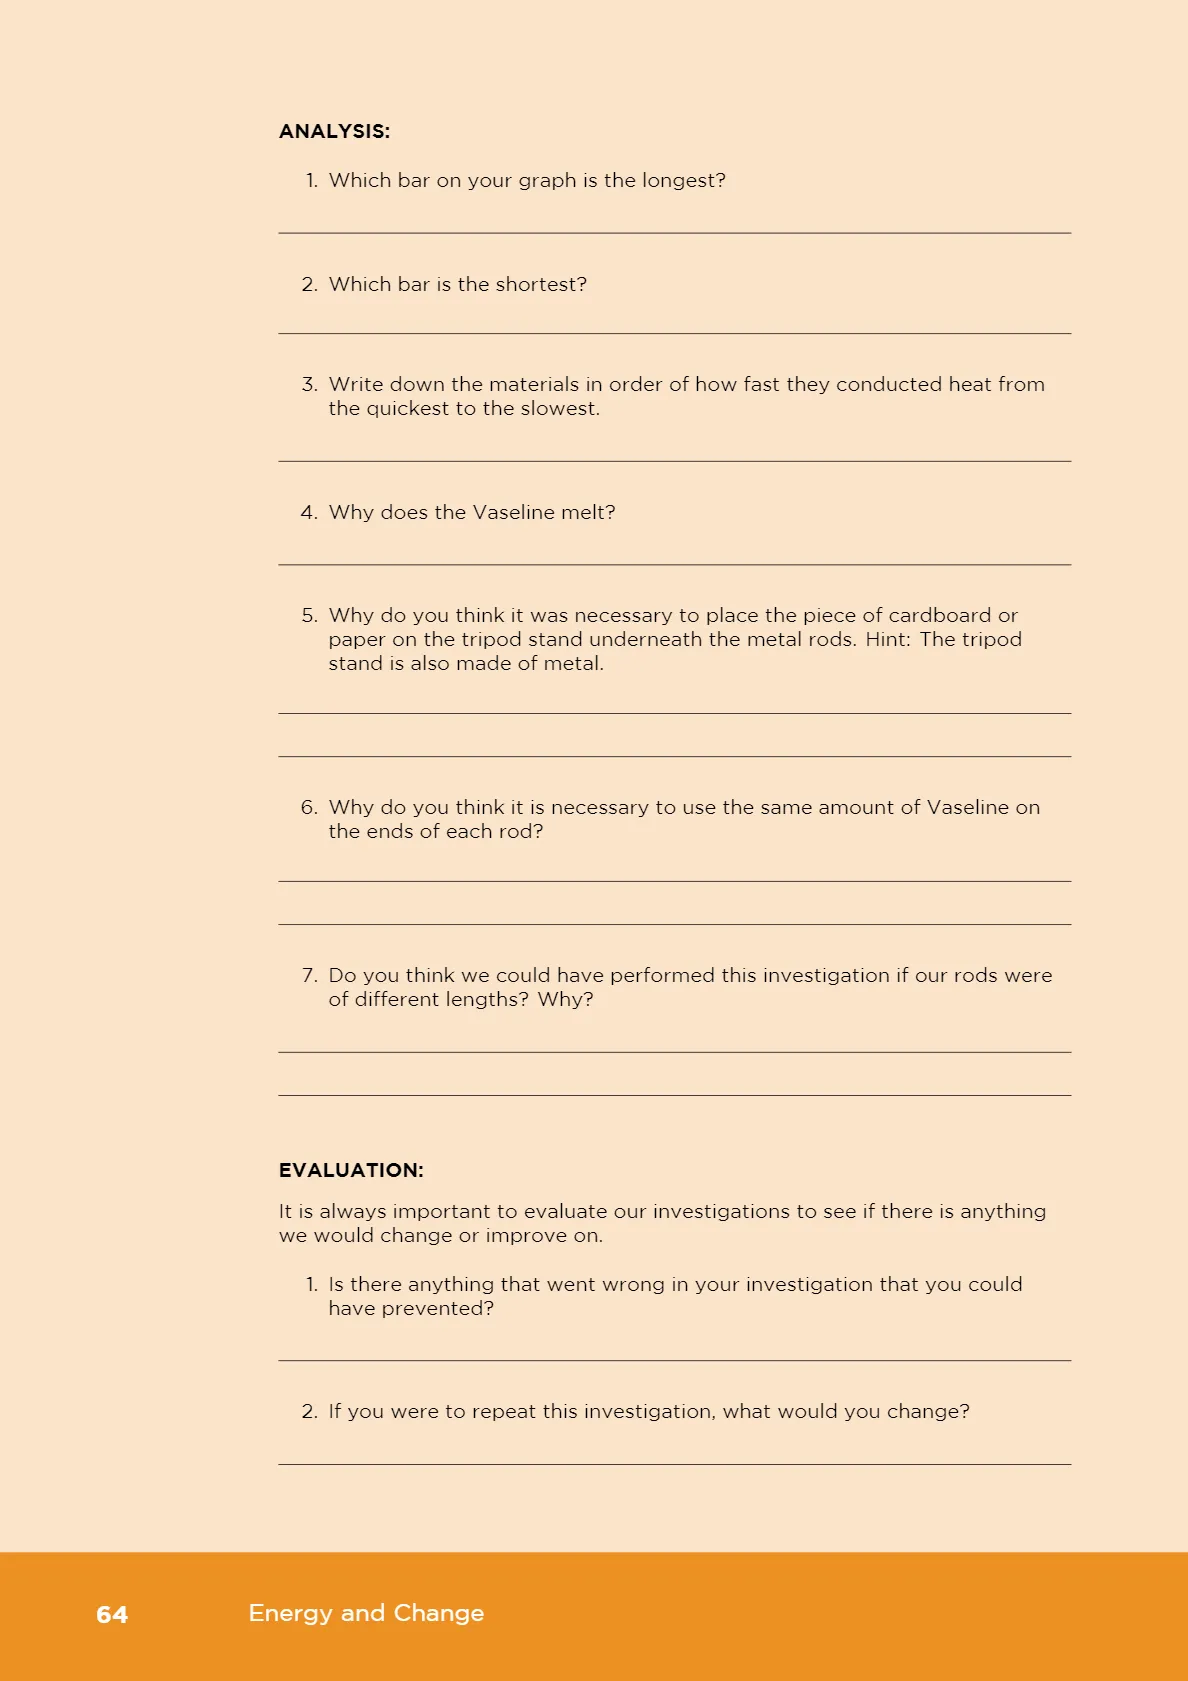 ANALYSIS:
1. Which bar on your graph is the longest?
2. Which bar is the shortest?
3. Write down the materials in order of how fast they conducted heat from
the quickest to the slowest.
4. Why does the Vaseline melt?
5. Why do you think it was necessary to place the piece of cardboard or
paper on the tripod stand underneath the metal rods. Hint: The tripod
stand is also made of metal.
6. Why do you think it is necessary to use the same amount of Vaseline on
the ends of each rod?
7. Do you think we could have performed this investigation if our rods were
of different lengths? Why?
EVALUATION:
It is always important to evaluate our investigations to see if there is anything
we would change or improve on.
1. Is there anything that went wrong in your investigation that you could
have prevented?
2. If you were to repeat this investigation, what would you change?
64 Energy and Change